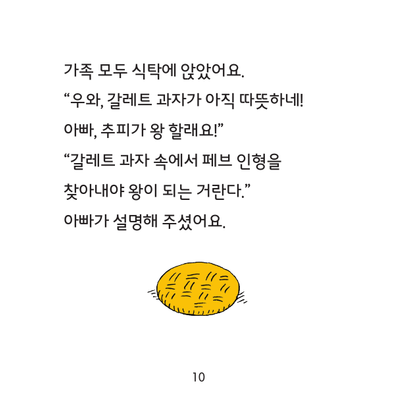 가족 모두 식탁에 앉았어요.
“우와, 갈레트 과자가 아직 따뜻하네!
아빠, 추피가 왕 할래요!”
“갈레트 과자 속에서 페브 인형을
찾아내야 왕이 되는 거란다.”
아빠가 설명해 주셨어요.
10